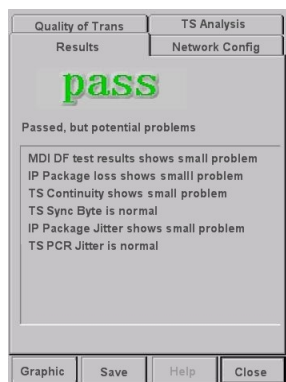 Quality of Trans
TS Analysis
Results
Network Config
pass
Passed, but potential problems
MDI DF test results shows small problem
IP Package loss shows smalll problem
TS Continuity shows small problem
TS Sync Byte is normal
IP Package Jitter shows small problem
TS PCR Jitter is normal
Graphic
Save
Help
Close